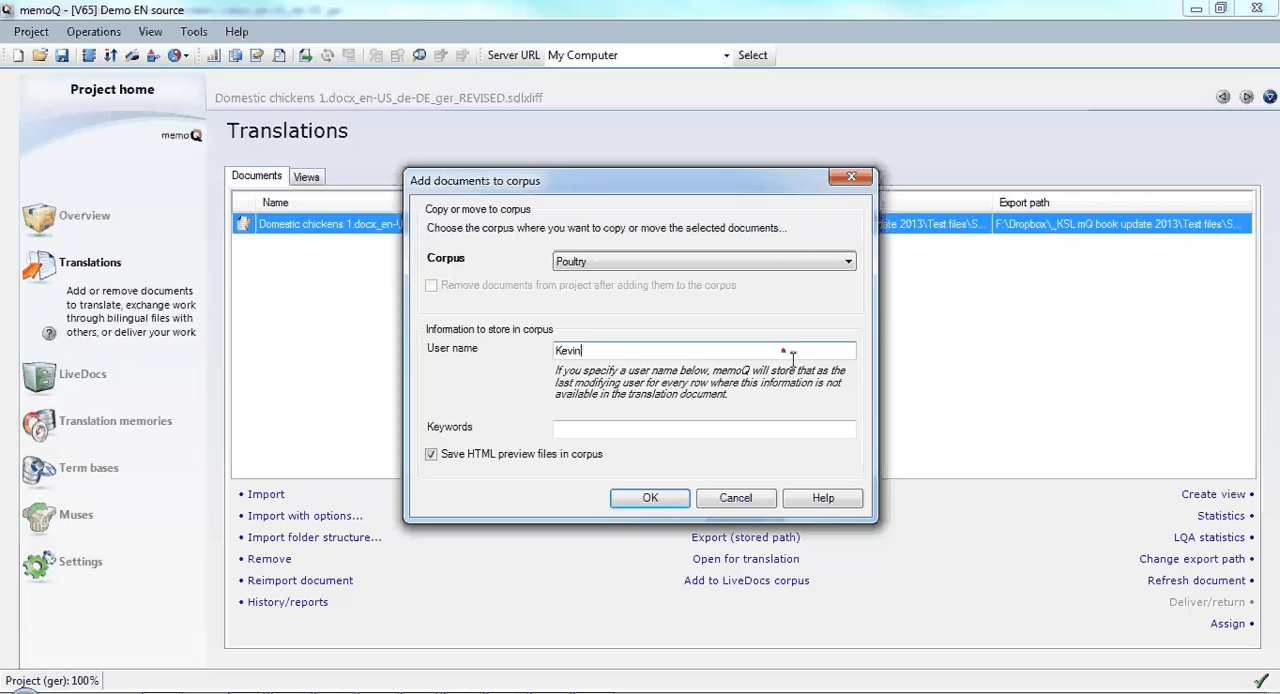 memoQ - [V65] Demo EN source
Project Operations View Tools Help
Server URL My Computer Select
Project home
memoQ
Overview
Translations
Add or remove documents
to translate, exchange work
through bilingual files with
others, or deliver your work
LiveDocs
Translation memories
Term bases
Muses
Settings
Domestic chickens 1.docx_en-US_de-DE_ger_REVISED.sdlxliff
Translations
Documents Views
Name Export path
Domestic chickens 1.docx_en-U ate 2013\Test files\S... F:\Dropbox\_KSL mQ book update 2013\Test files\S...
Add documents to corpus
Copy or move to corpus
Choose the corpus where you want to copy or move the selected documents...
Corpus Poultry
Remove documents from project after adding them to the corpus
Information to store in corpus
User name Kevin
If you specify a user name below, memoQ will store that as the
last modifying user for every row where this information is not
available in the translation document.
Keywords
Save HTML preview files in corpus
OK Cancel Help
• Import
• Import with options...
• Import folder structure...
• Remove
• Reimport document
• History/reports
Export (stored path)
Open for translation
Add to LiveDocs corpus
Create view •
Statistics •
LQA statistics •
Change export path •
Refresh document •
Deliver/return •
Assign •
Project (ger): 100%